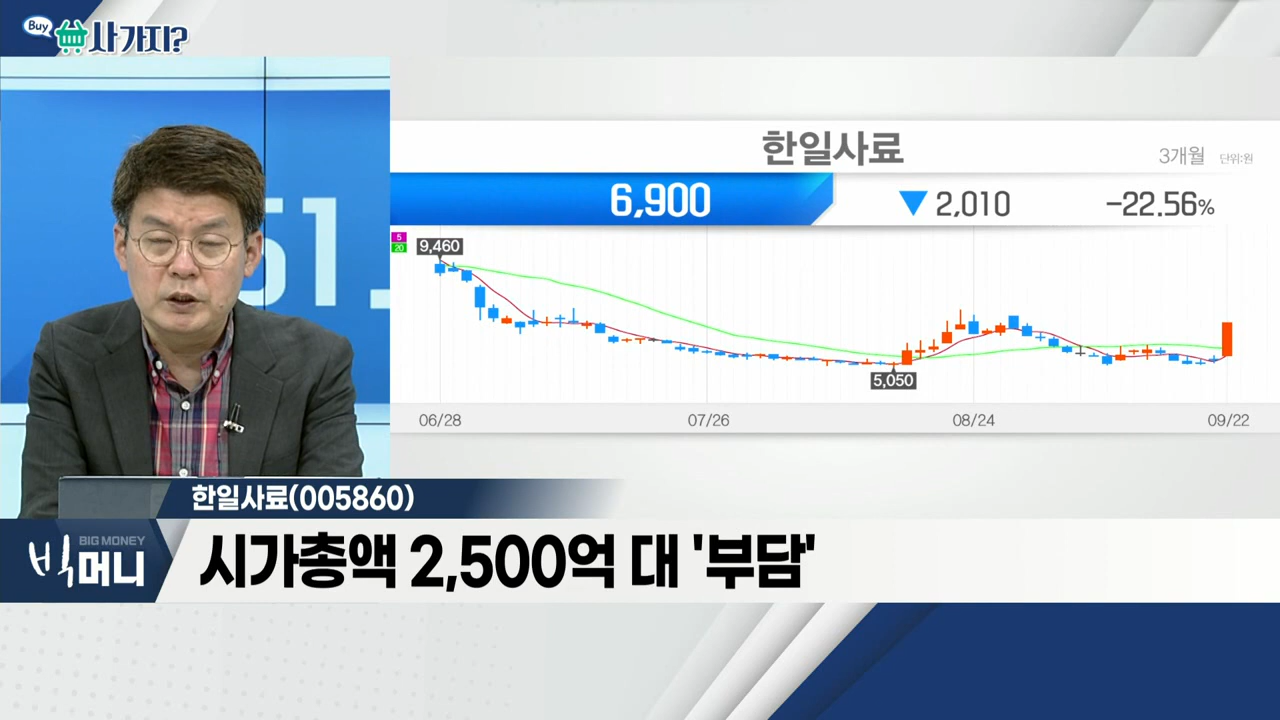 Buy 사가지?
51.
한일사료
3개월 단위:원
6,900 ▼ 2,010 -22.56%
5
20
9,460
5,050
06/28 07/26 08/24 09/22
한일사료(005860)
BIG MONEY
빅머니
시가총액 2,500억 대 '부담'